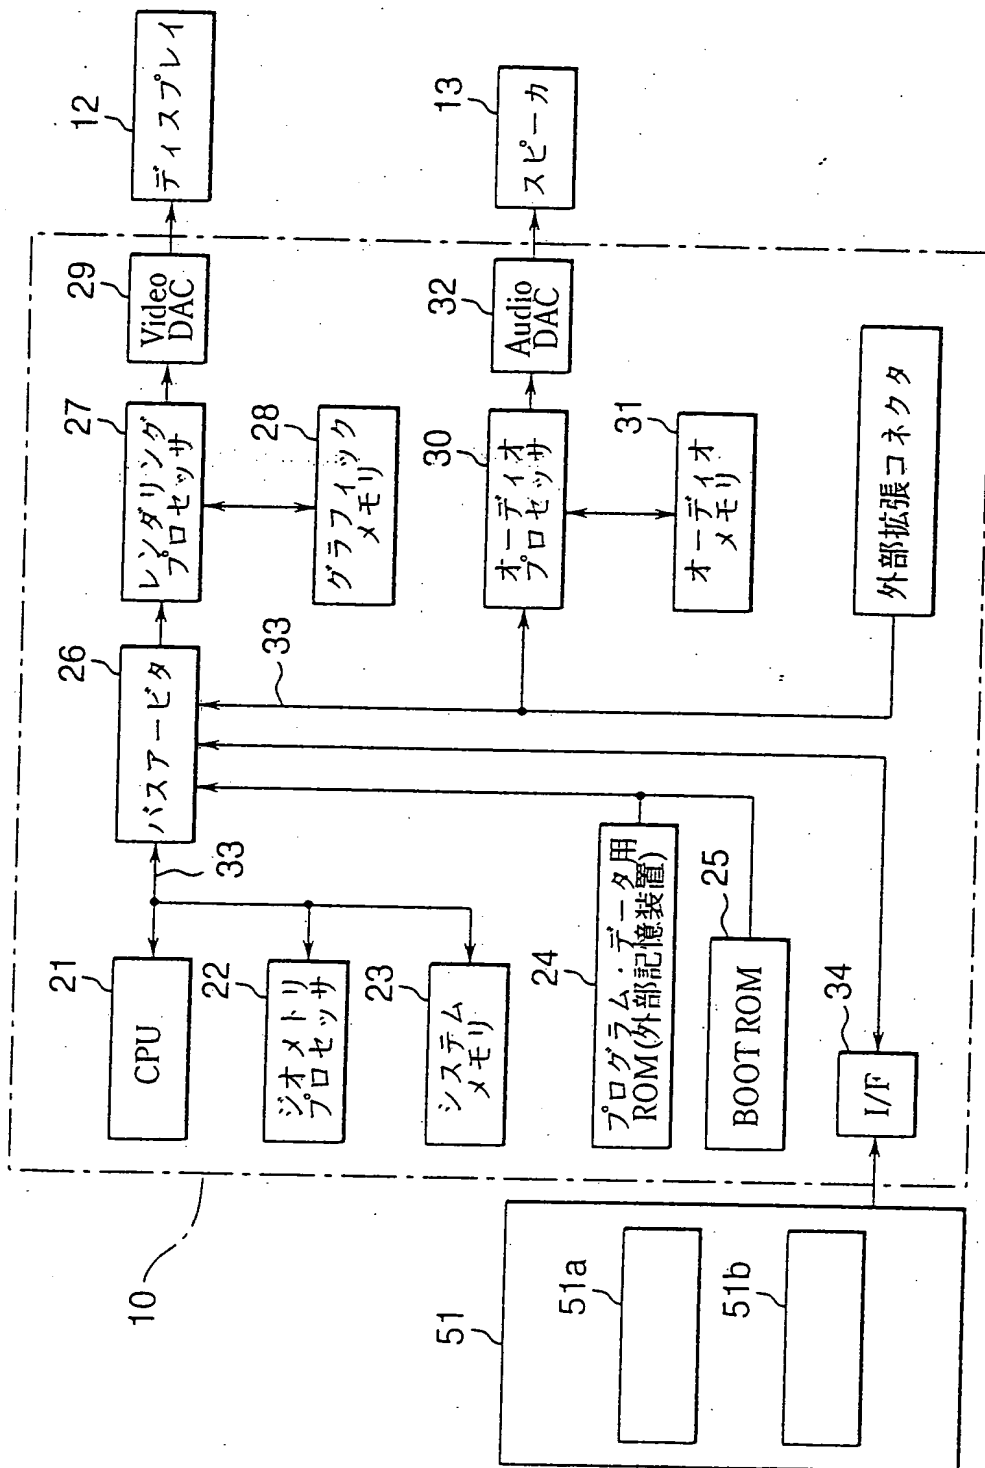 10
21
CPU
22
ジオメトリ
プロセッサ
23
システム
メモリ
33
26
バスアービタ
27
レンダリング
プロセッサ
28
グラフィック
メモリ
29
Video
DAC
12
ディスプレイ
33
30
オーディオ
プロセッサ
31
オーディオ
メモリ
32
Audio
DAC
13
スピーカ
24
プログラム・データ用
ROM(外部記憶装置)
25
BOOT ROM
外部拡張コネクタ
34
I/F
51
51a
51b